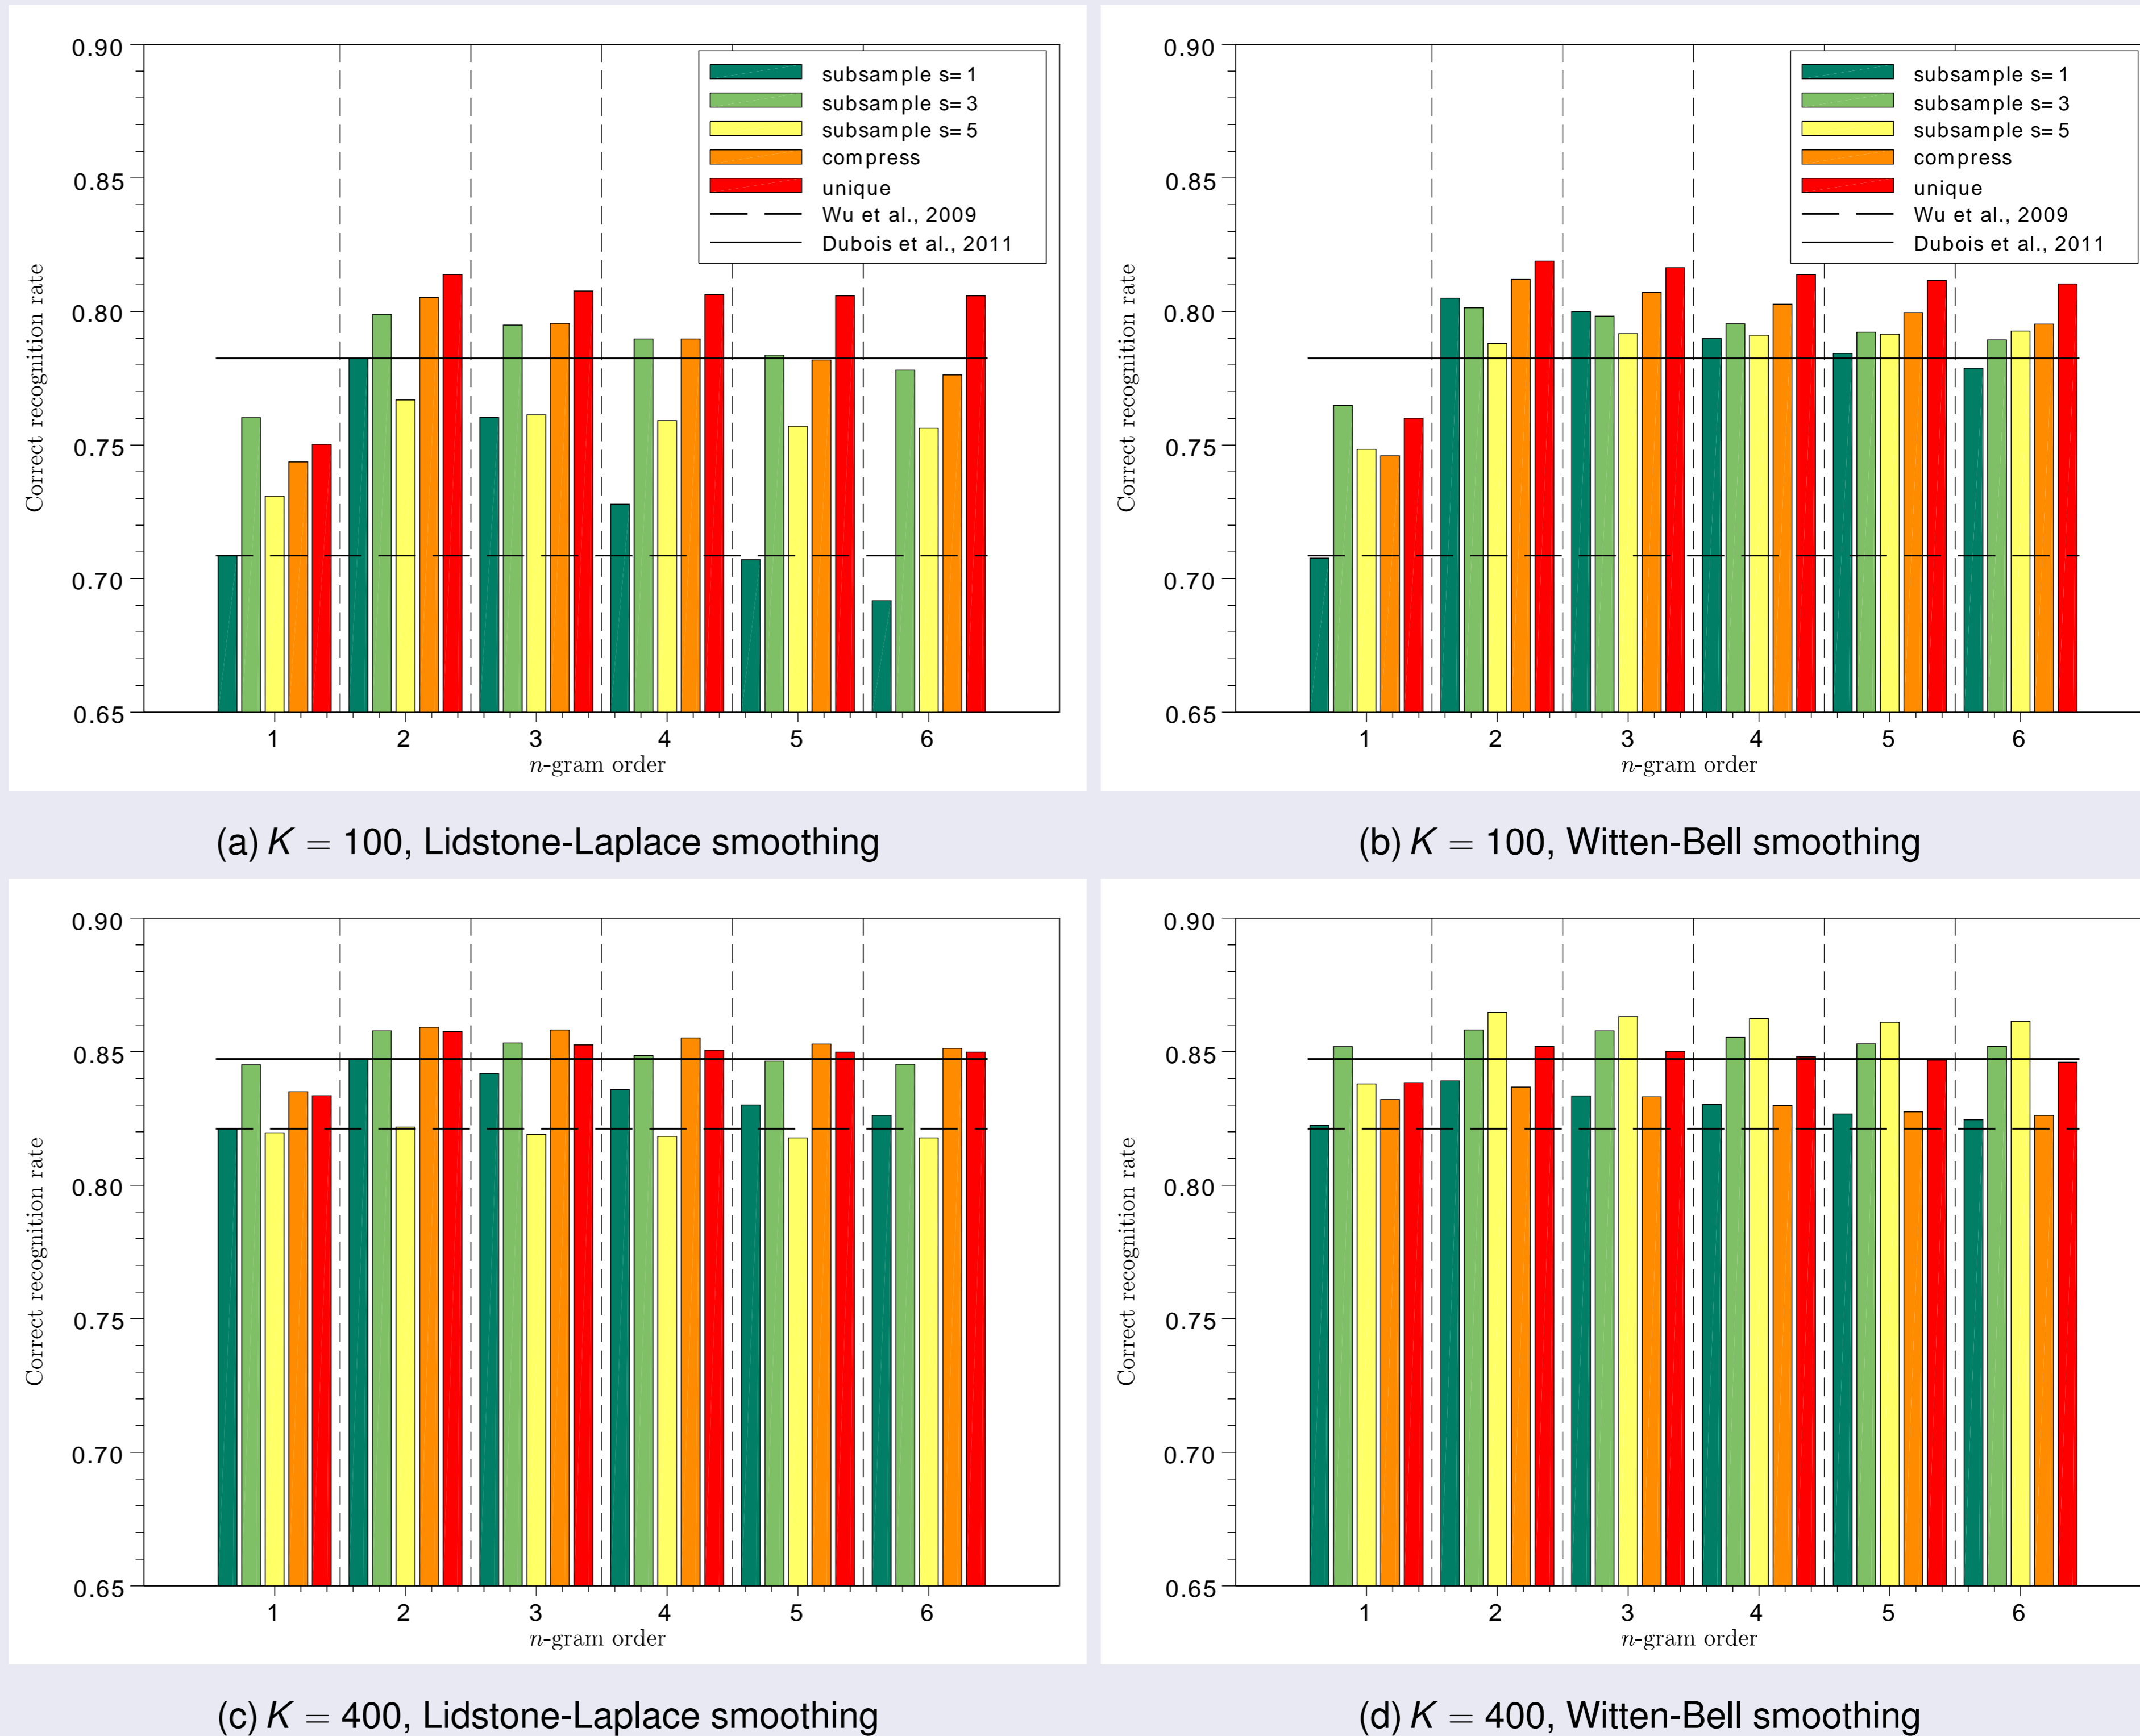 0.90
0.85
0.80
0.75
0.70
0.65
Correct recognition rate
1 2 3 4 5 6
n-gram order
subsample s=1
subsample s=3
subsample s=5
compress
unique
Wu et al., 2009
Dubois et al., 2011
(a) K = 100, Lidstone-Laplace smoothing
0.90
0.85
0.80
0.75
0.70
0.65
Correct recognition rate
1 2 3 4 5 6
n-gram order
subsample s=1
subsample s=3
subsample s=5
compress
unique
Wu et al., 2009
Dubois et al., 2011
(b) K = 100, Witten-Bell smoothing
0.90
0.85
0.80
0.75
0.70
0.65
Correct recognition rate
1 2 3 4 5 6
n-gram order
(c) K = 400, Lidstone-Laplace smoothing
0.90
0.85
0.80
0.75
0.70
0.65
Correct recognition rate
1 2 3 4 5 6
n-gram order
(d) K = 400, Witten-Bell smoothing